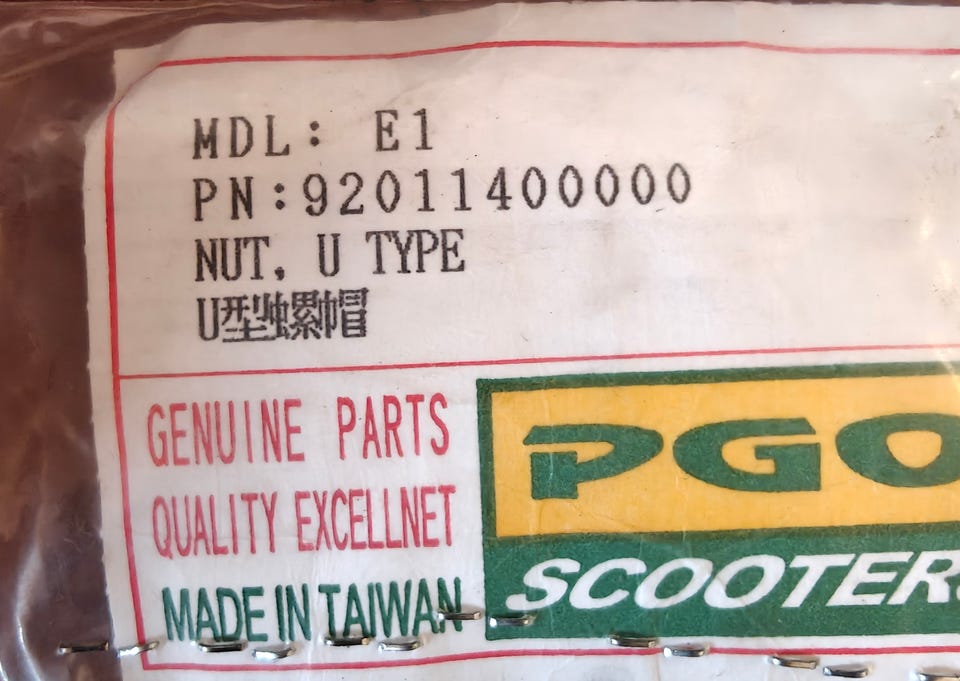 MDL: E1
PN:92011400000
NUT, U TYPE
U型螺帽
GENUINE PARTS
QUALITY EXCELLNET
MADE IN TAIWAN
PGO
SCOOTERS